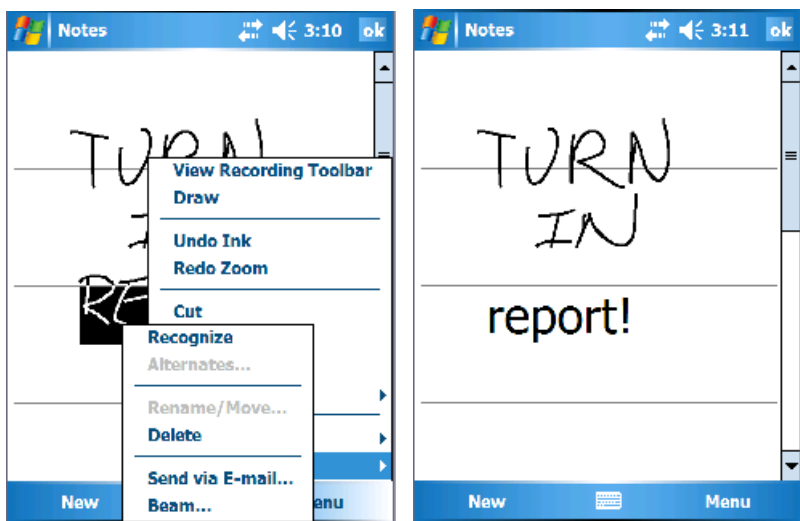 Notes 3:10 ok
TURN
View Recording Toolbar
Draw
Undo Ink
Redo Zoom
Cut
Recognize
Alternates...
Rename/Move...
Delete
Send via E-mail...
Beam...
New
enu
Notes 3:11 ok
TURN
IN
report!
New Menu